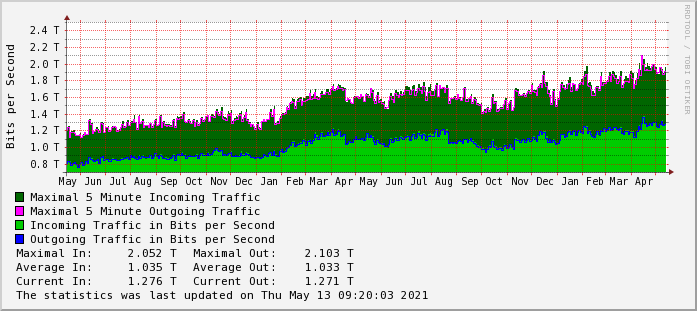 RRDTOOL / TOBI OETIKER
Bits per Second
2.4 T
2.2 T
2.0 T
1.8 T
1.6 T
1.4 T
1.2 T
1.0 T
0.8 T
May Jun Jul Aug Sep Oct Nov Dec Jan Feb Mar Apr May Jun Jul Aug Sep Oct Nov Dec Jan Feb Mar Apr
Maximal 5 Minute Incoming Traffic
Maximal 5 Minute Outgoing Traffic
Incoming Traffic in Bits per Second
Outgoing Traffic in Bits per Second
Maximal In: 2.052 T Maximal Out: 2.103 T
Average In: 1.035 T Average Out: 1.033 T
Current In: 1.276 T Current Out: 1.271 T
The statistics was last updated on Thu May 13 09:20:03 2021